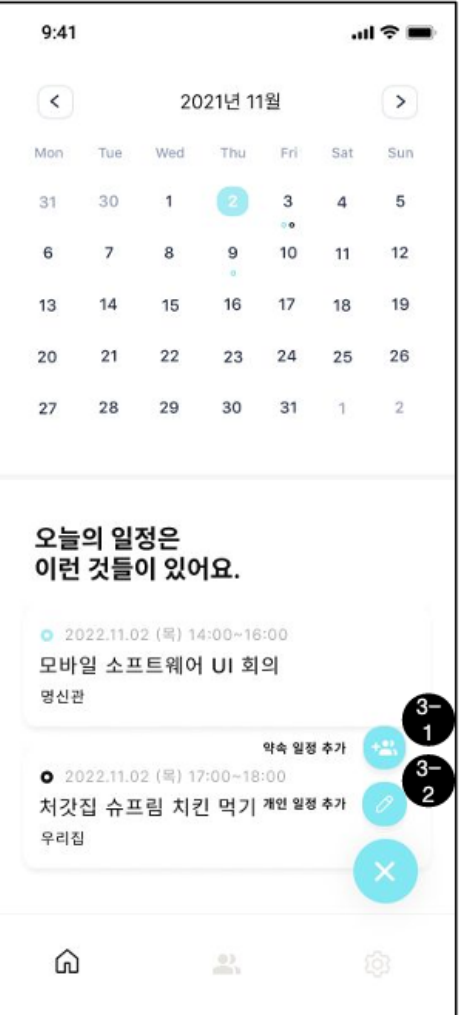 9:41
2021년 11월
Mon Tue Wed Thu Fri Sat Sun
31 30 1 2 3 4 5
6 7 8 9 10 11 12
13 14 15 16 17 18 19
20 21 22 23 24 25 26
27 28 29 30 31 1 2
오늘의 일정은
이런 것들이 있어요.
2022.11.02 (목) 14:00~16:00
모바일 소프트웨어 UI 회의
명신관
3-
1
약속 일정 추가
2022.11.02 (목) 17:00~18:00
3-
2
처갓집 슈프림 치킨 먹기
개인 일정 추가
우리집